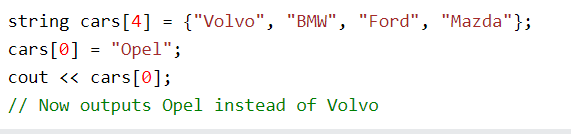 string cars[4] = {"Volvo", "BMW", "Ford", "Mazda"};
cars[0] = "Opel";
cout << cars[0];
// Now outputs Opel instead of Volvo